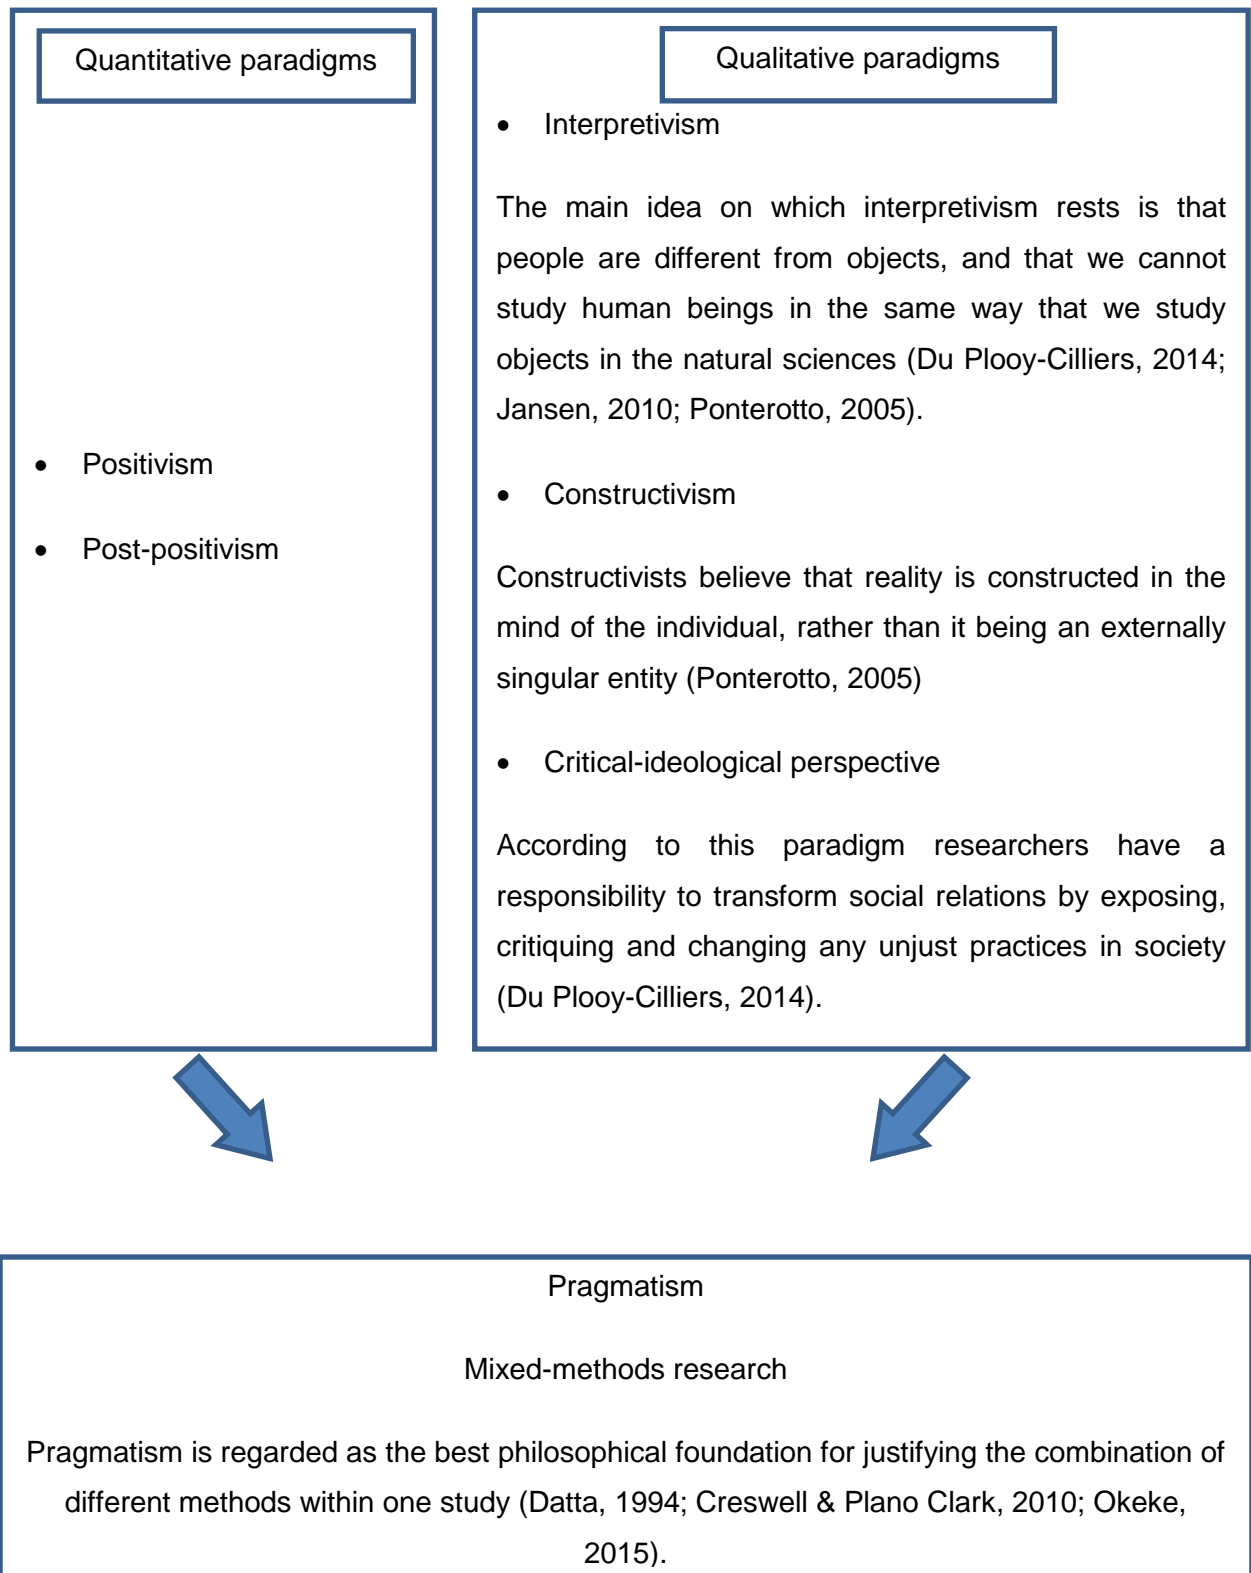 Quantitative paradigms
• Positivism
• Post-positivism
Qualitative paradigms
• Interpretivism
The main idea on which interpretivism rests is that
people are different from objects, and that we cannot
study human beings in the same way that we study
objects in the natural sciences (Du Plooy-Cilliers, 2014;
Jansen, 2010; Ponterotto, 2005).
• Constructivism
Constructivists believe that reality is constructed in the
mind of the individual, rather than it being an externally
singular entity (Ponterotto, 2005)
• Critical-ideological perspective
According to this paradigm researchers have a
responsibility to transform social relations by exposing,
critiquing and changing any unjust practices in society
(Du Plooy-Cilliers, 2014).
Pragmatism
Mixed-methods research
Pragmatism is regarded as the best philosophical foundation for justifying the combination of
different methods within one study (Datta, 1994; Creswell & Plano Clark, 2010; Okeke,
2015).